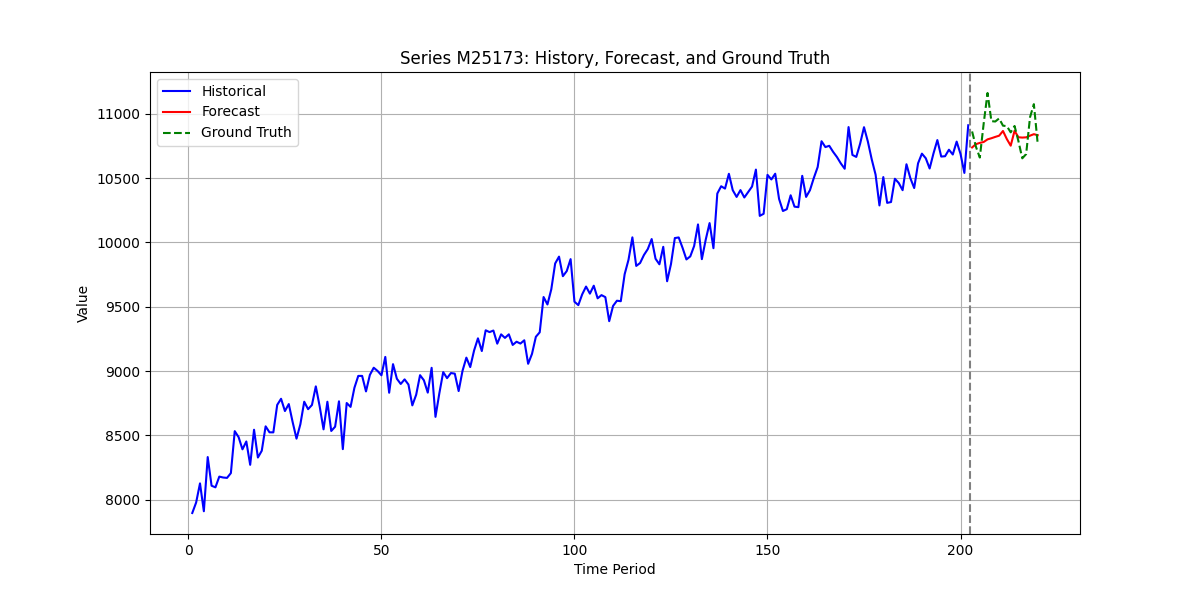 Series M25173: History, Forecast, and Ground Truth
Historical
Forecast
Ground Truth
11000
10500
10000
9500
9000
8500
8000
Value
0 50 100 150 200
Time Period